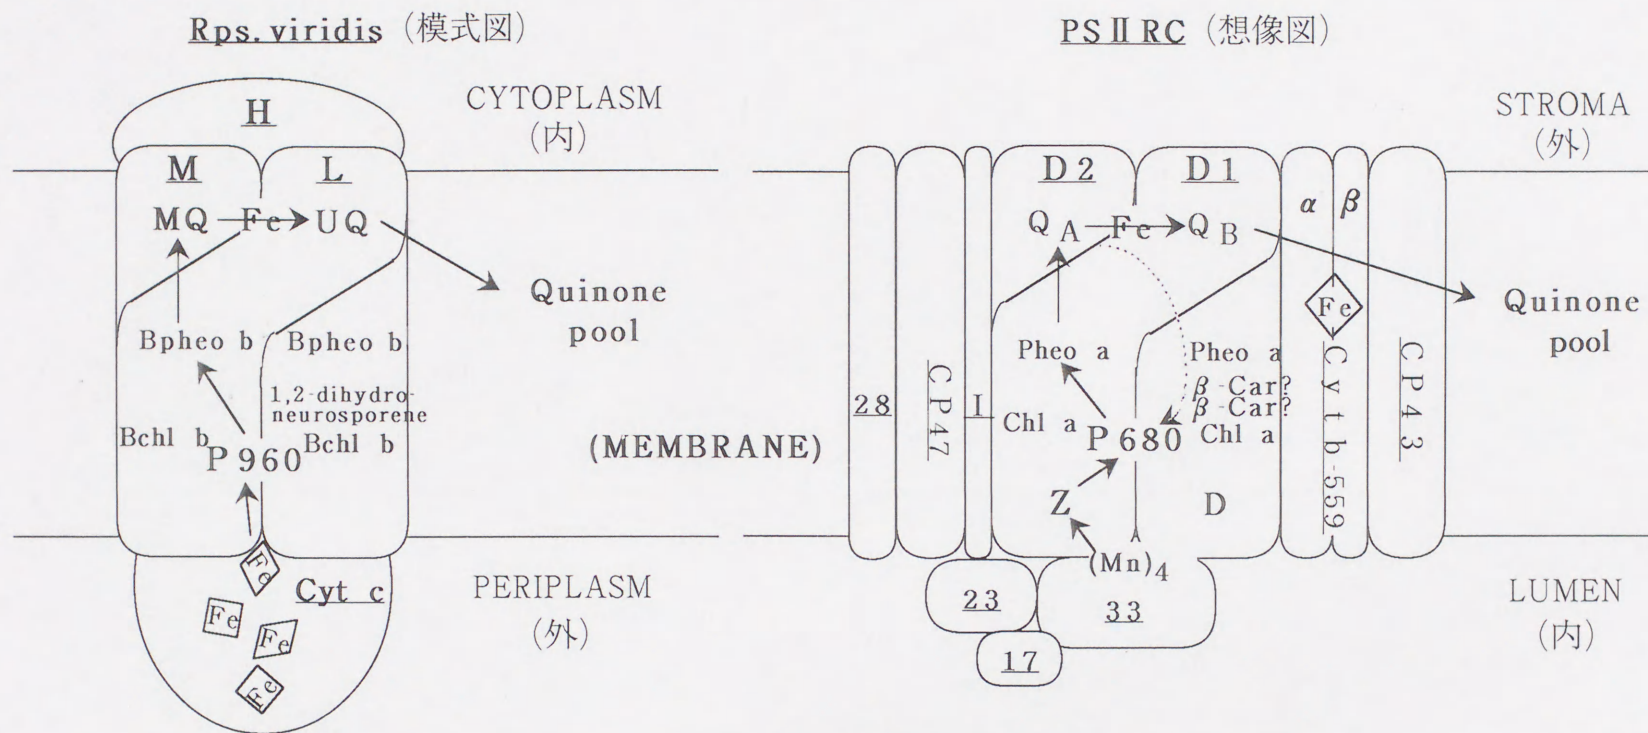 Rps.viridis（模式図）
H
CYTOPLASM
(内)
M
L
MQ
Fe
UQ
Quinone
pool
Bpheo b
Bpheo b
1,2-dihydro-
neurosporene
Bchl b
Bchl b
P960
Fe
Cyt c
Fe
Fe
Fe
PERIPLASM
(外)
(MEMBRANE)
PSⅡRC（想像図）
STROMA
(外)
D2
D1
α
β
Q A
Fe
Q B
Fe
Quinone
pool
Pheo a
Pheo a
β-Car?
β-Car?
28
CP47
I
Chl a
P680
Chl a
Cyt b-559
CP43
Z
D
(Mn)4
23
33
17
LUMEN
(内)